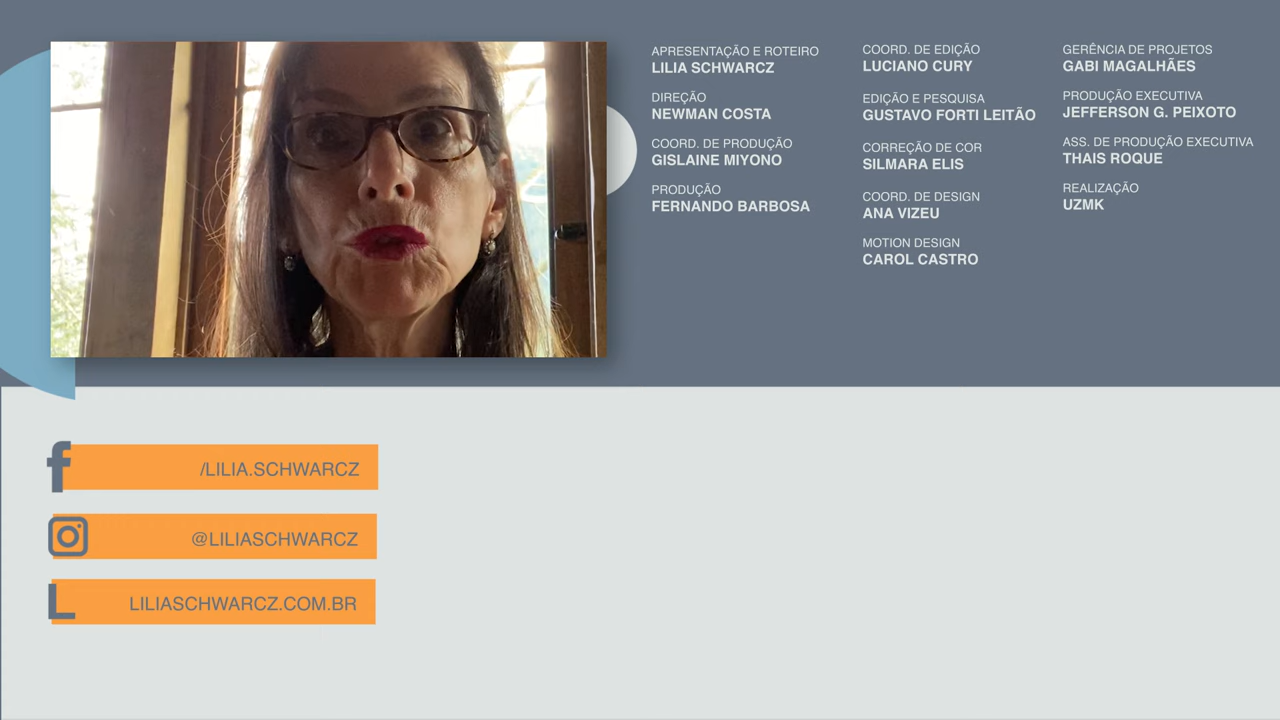 APRESENTAÇÃO E ROTEIRO
LILIA SCHWARCZ
DIREÇÃO
NEWMAN COSTA
COORD. DE PRODUÇÃO
GISLAINE MIYONO
PRODUÇÃO
FERNANDO BARBOSA
COORD. DE EDIÇÃO
LUCIANO CURY
EDIÇÃO E PESQUISA
GUSTAVO FORTI LEITÃO
CORREÇÃO DE COR
SILMARA ELIS
COORD. DE DESIGN
ANA VIZEU
MOTION DESIGN
CAROL CASTRO
GERÊNCIA DE PROJETOS
GABI MAGALHÃES
PRODUÇÃO EXECUTIVA
JEFFERSON G. PEIXOTO
ASS. DE PRODUÇÃO EXECUTIVA
THAIS ROQUE
REALIZAÇÃO
UZMK
/LILIA.SCHWARCZ
@LILIASCHWARCZ
L LILIASCHWARCZ.COM.BR